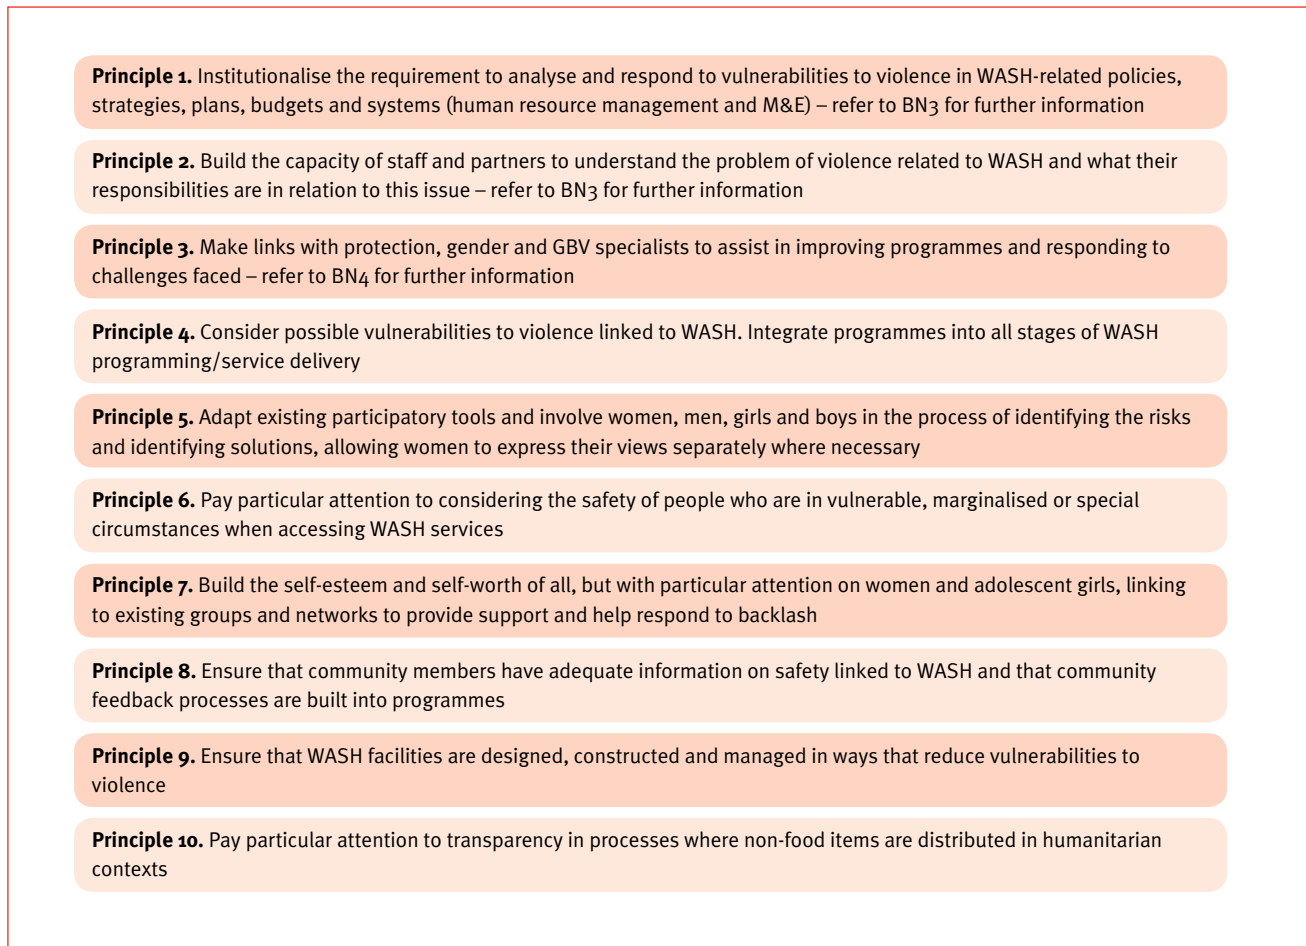 Principle 1. Institutionalise the requirement to analyse and respond to vulnerabilities to violence in WASH-related policies,
strategies, plans, budgets and systems (human resource management and M&E) – refer to BN3 for further information
Principle 2. Build the capacity of staff and partners to understand the problem of violence related to WASH and what their
responsibilities are in relation to this issue – refer to BN3 for further information
Principle 3. Make links with protection, gender and GBV specialists to assist in improving programmes and responding to
challenges faced – refer to BN4 for further information
Principle 4. Consider possible vulnerabilities to violence linked to WASH. Integrate programmes into all stages of WASH
programming/service delivery
Principle 5. Adapt existing participatory tools and involve women, men, girls and boys in the process of identifying the risks
and identifying solutions, allowing women to express their views separately where necessary
Principle 6. Pay particular attention to considering the safety of people who are in vulnerable, marginalised or special
circumstances when accessing WASH services
Principle 7. Build the self-esteem and self-worth of all, but with particular attention on women and adolescent girls, linking
to existing groups and networks to provide support and help respond to backlash
Principle 8. Ensure that community members have adequate information on safety linked to WASH and that community
feedback processes are built into programmes
Principle 9. Ensure that WASH facilities are designed, constructed and managed in ways that reduce vulnerabilities to
violence
Principle 10. Pay particular attention to transparency in processes where non-food items are distributed in humanitarian
contexts